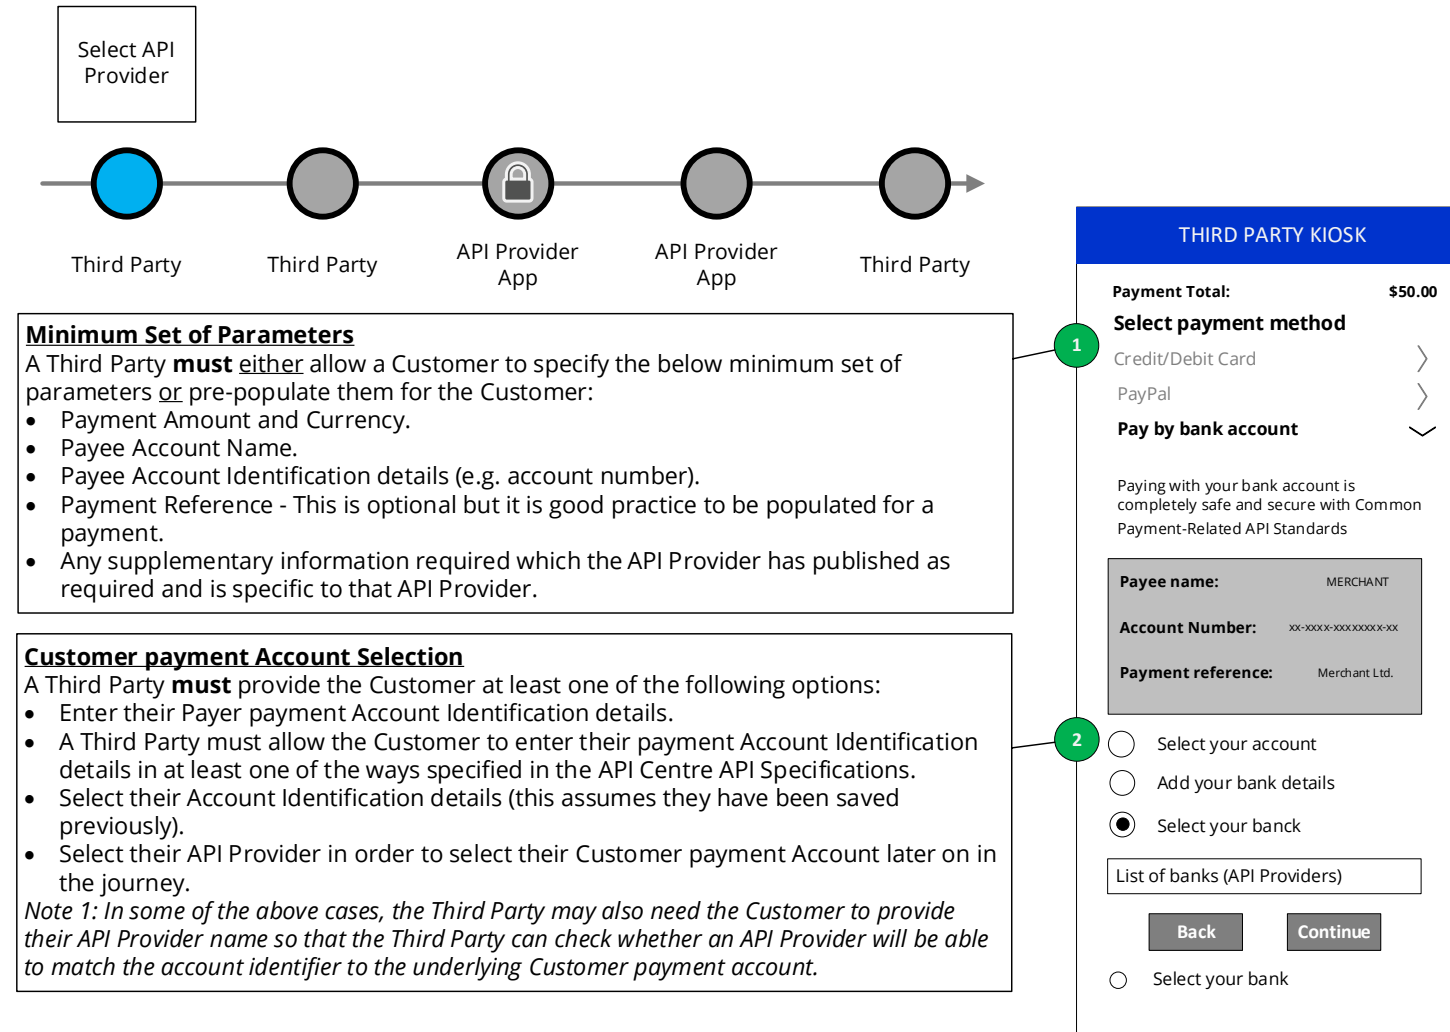 Select API
Provider
Third Party
Third Party
API Provider
App
API Provider
App
Third Party
Minimum Set of Parameters
A Third Party must either allow a Customer to specify the below minimum set of
parameters or pre-populate them for the Customer:
• Payment Amount and Currency.
• Payee Account Name.
• Payee Account Identification details (e.g. account number).
• Payment Reference - This is optional but it is good practice to be populated for a
payment.
• Any supplementary information required which the API Provider has published as
required and is specific to that API Provider.
Customer payment Account Selection
A Third Party must provide the Customer at least one of the following options:
• Enter their Payer payment Account Identification details.
• A Third Party must allow the Customer to enter their payment Account Identification
details in at least one of the ways specified in the API Centre API Specifications.
• Select their Account Identification details (this assumes they have been saved
previously).
• Select their API Provider in order to select their Customer payment Account later on in
the journey.
Note 1: In some of the above cases, the Third Party may also need the Customer to provide
their API Provider name so that the Third Party can check whether an API Provider will be able
to match the account identifier to the underlying Customer payment account.
THIRD PARTY KIOSK
Payment Total: $50.00
1
Select payment method
Credit/Debit Card
PayPal
Pay by bank account
Paying with your bank account is
completely safe and secure with Common
Payment-Related API Standards
Payee name: MERCHANT
Account Number: xx-xxxx-xxxxxxxx-xx
Payment reference: Merchant Ltd.
2
Select your account
Add your bank details
Select your banck
List of banks (API Providers)
Back Continue
Select your bank